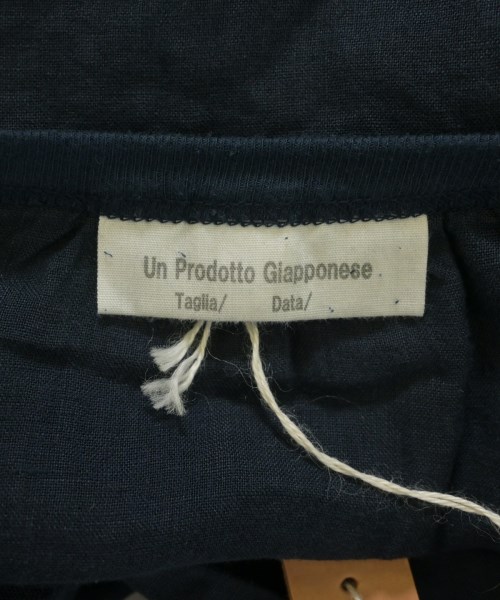 Un Prodotto Giapponese
Taglia/ Data/